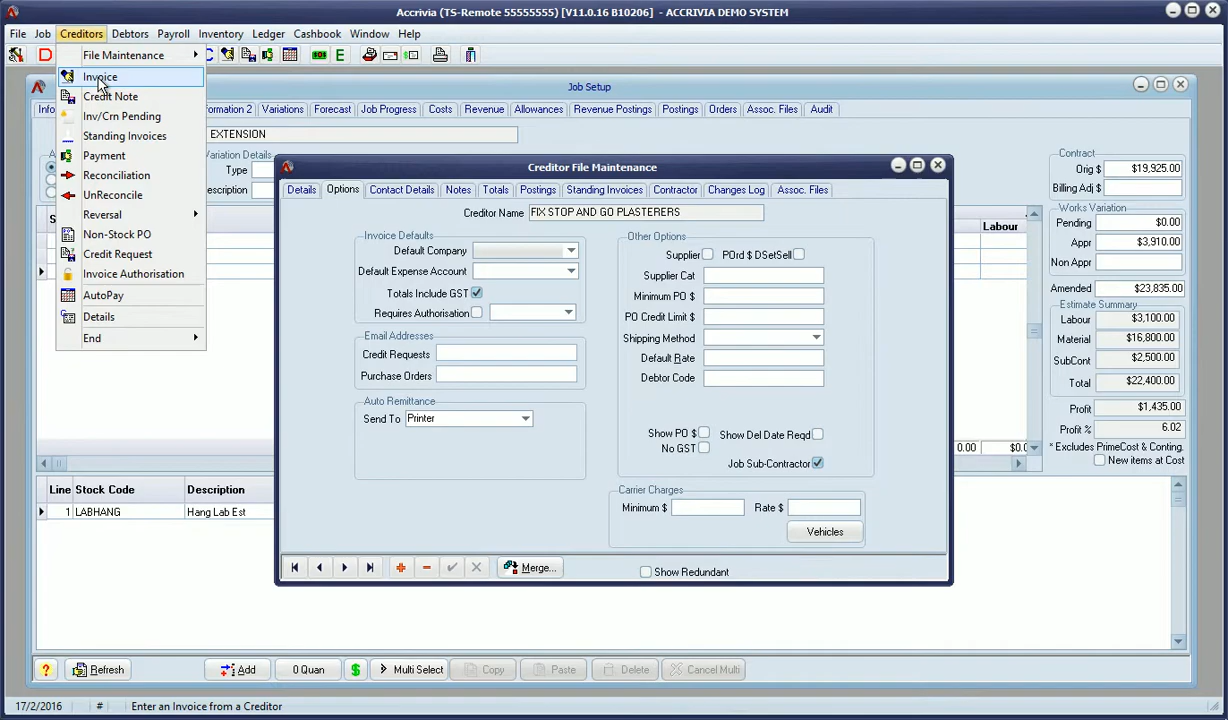 Accrivia (TS-Remote 55555555) [V11.0.16 B10206] - ACCRIVIA DEMO SYSTEM
File Job Creditors Debtors Payroll Inventory Ledger Cashbook Window Help
File Maintenance
Invoice
Credit Note
Inv/Crn Pending
Standing Invoices
Payment
Reconciliation
UnReconcile
Reversal
Non-Stock PO
Credit Request
Invoice Authorisation
AutoPay
Details
End
Job Setup
Variations Forecast Job Progress Costs Revenue Allowances Revenue Postings Postings Orders Assoc. Files Audit
EXTENSION
Variation Details
Type
Contract
Orig $ $19,925.00
Billing Adj $
Works Variation
Pending $0.00
Appr $3,910.00
Non Appr
Amended $23,835.00
Estimate Summary
Labour $3,100.00
Material $16,800.00
SubCont $2,500.00
Total $22,400.00
Profit $1,435.00
Profit % 6.02
* Excludes PrimeCost & Conting.
New items at Cost
Labour
0.00
Creditor File Maintenance
Details Options Contact Details Notes Totals Postings Standing Invoices Contractor Changes Log Assoc. Files
Creditor Name FIX STOP AND GO PLASTERERS
Invoice Defaults
Default Company
Default Expense Account
Totals Include GST
Requires Authorisation
Email Addresses
Credit Requests
Purchase Orders
Auto Remittance
Send To Printer
Other Options
Supplier POrd $ DSetSell
Supplier Cat
Minimum PO $
PO Credit Limit $
Shipping Method
Default Rate
Debtor Code
Show PO $ Show Del Date Reqd
No GST
Job Sub-Contractor
Carrier Charges
Minimum $ Rate $
Vehicles
Merge...
Show Redundant
Line Stock Code Description
1 LABHANG Hang Lab Est
? Refresh Add 0 Quan $ Multi Select Copy Paste Delete Cancel Multi
17/2/2016 # Enter an Invoice from a Creditor